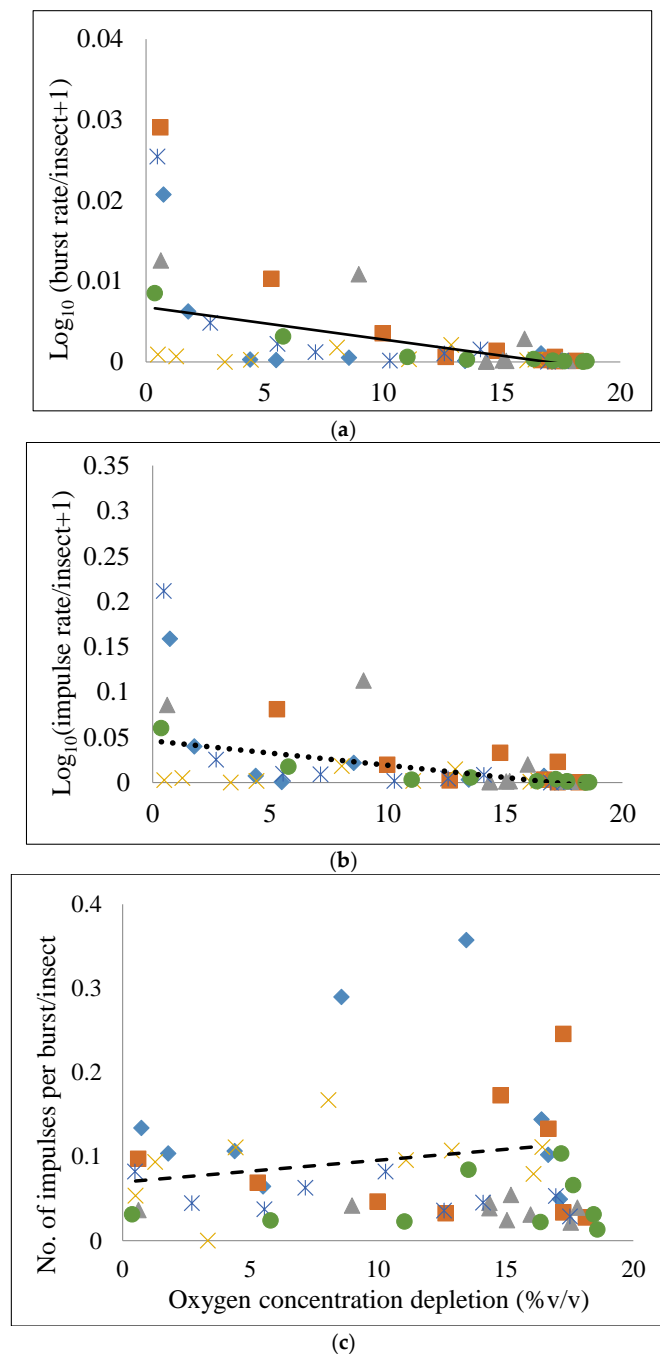 Log₁₀ (burst rate/insect+1)
0.04
0.03
0.02
0.01
0
0 5 10 15 20
(a)
Log₁₀(impulse rate/insect+1)
0.35
0.3
0.25
0.2
0.15
0.1
0.05
0
0 5 10 15 20
(b)
No. of impulses per burst/insect
0.4
0.3
0.2
0.1
0
0 5 10 15 20
Oxygen concentration depletion (%v/v)
(c)